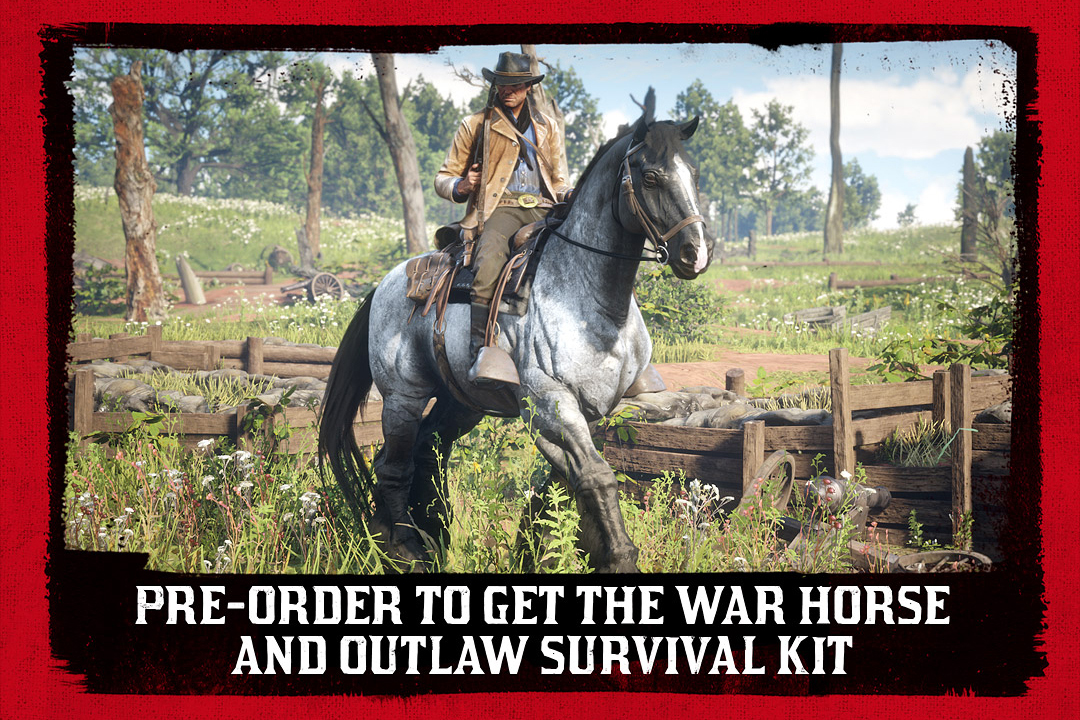 PRE-ORDER TO GET THE WAR HORSE
AND OUTLAW SURVIVAL KIT